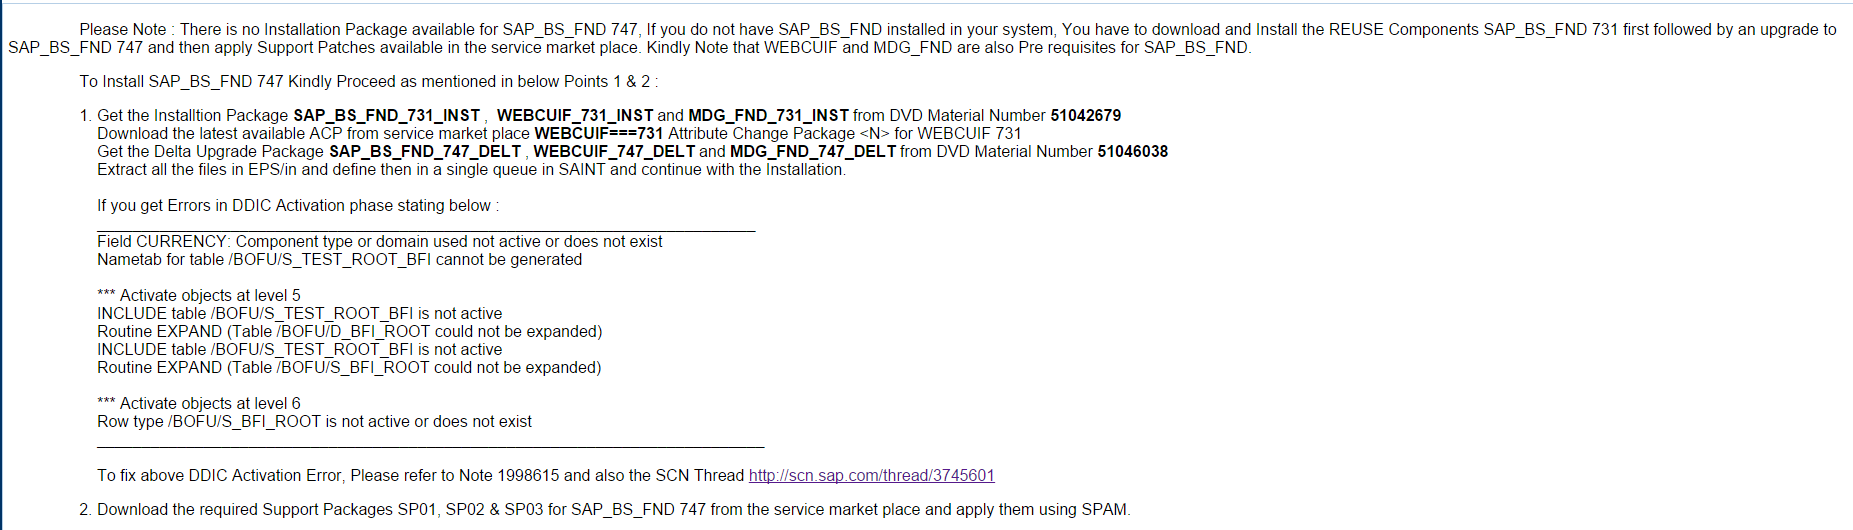 Please Note : There is no Installation Package available for SAP_BS_FND 747, If you do not have SAP_BS_FND installed in your system, You have to download and Install the REUSE Components SAP_BS_FND 731 first followed by an upgrade to
SAP_BS_FND 747 and then apply Support Patches available in the service market place. Kindly Note that WEBCUIF and MDG_FND are also Pre requisites for SAP_BS_FND.
To Install SAP_BS_FND 747 Kindly Proceed as mentioned in below Points 1 & 2 :
1. Get the Installtion Package SAP_BS_FND_731_INST , WEBCUIF_731_INST and MDG_FND_731_INST from DVD Material Number 51042679
Download the latest available ACP from service market place WEBCUIF===731 Attribute Change Package <N> for WEBCUIF 731
Get the Delta Upgrade Package SAP_BS_FND_747_DELT , WEBCUIF_747_DELT and MDG_FND_747_DELT from DVD Material Number 51046038
Extract all the files in EPS/in and define then in a single queue in SAINT and continue with the Installation.
If you get Errors in DDIC Activation phase stating below :
Field CURRENCY: Component type or domain used not active or does not exist
Nametab for table /BOFU/S_TEST_ROOT_BFI cannot be generated
*** Activate objects at level 5
INCLUDE table /BOFU/S_TEST_ROOT_BFI is not active
Routine EXPAND (Table /BOFU/D_BFI_ROOT could not be expanded)
INCLUDE table /BOFU/S_TEST_ROOT_BFI is not active
Routine EXPAND (Table /BOFU/S_BFI_ROOT could not be expanded)
*** Activate objects at level 6
Row type /BOFU/S_BFI_ROOT is not active or does not exist
To fix above DDIC Activation Error, Please refer to Note 1998615 and also the SCN Thread http://scn.sap.com/thread/3745601
2. Download the required Support Packages SP01, SP02 & SP03 for SAP_BS_FND 747 from the service market place and apply them using SPAM.